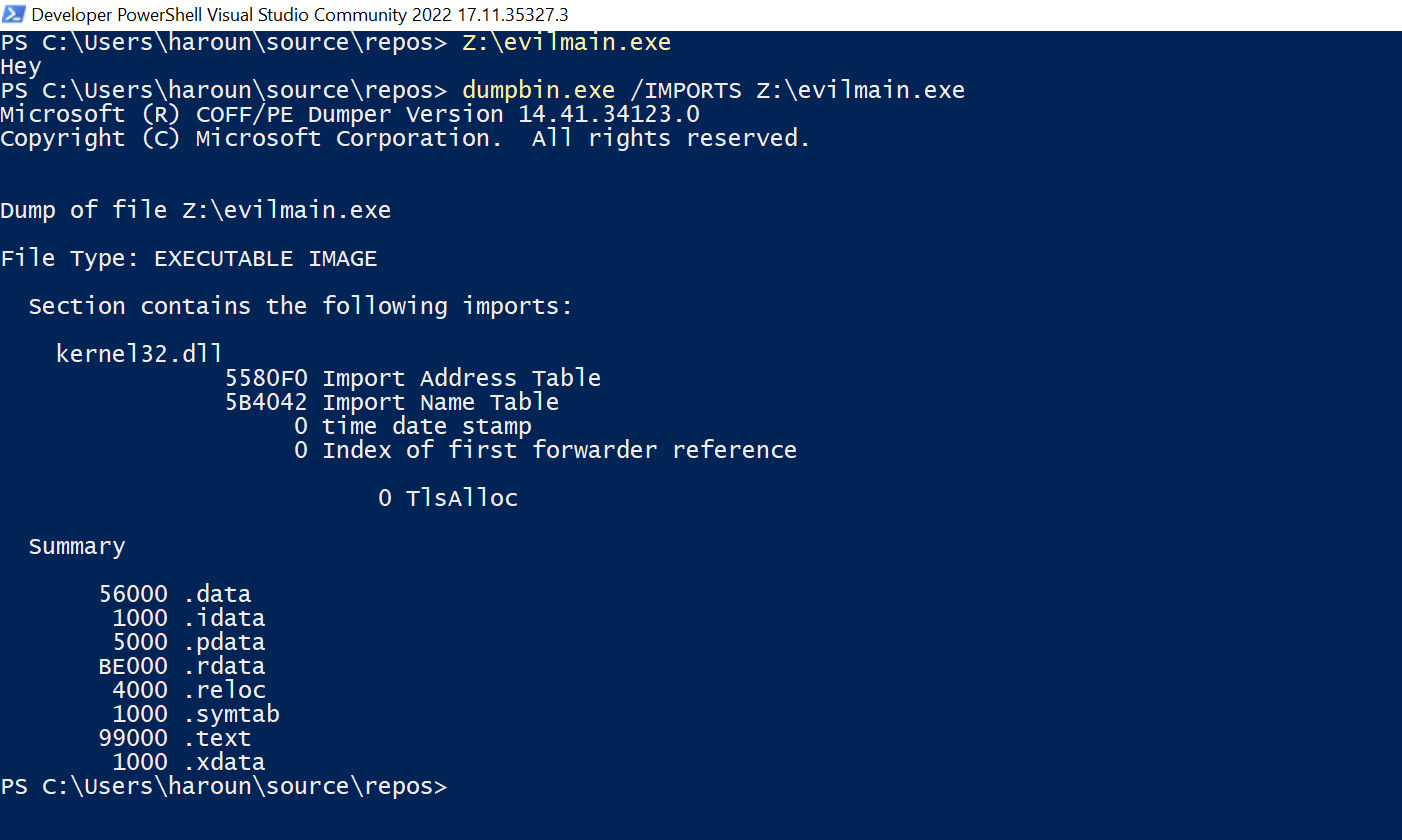 Developer PowerShell Visual Studio Community 2022 17.11.35327.3
PS C:\Users\haroun\source\repos> Z:\evilmain.exe
Hey
PS C:\Users\haroun\source\repos> dumpbin.exe /IMPORTS Z:\evilmain.exe
Microsoft (R) COFF/PE Dumper Version 14.41.34123.0
Copyright (C) Microsoft Corporation.  All rights reserved.
Dump of file Z:\evilmain.exe
File Type: EXECUTABLE IMAGE
Section contains the following imports:
kernel32.dll
5580F0 Import Address Table
5B4042 Import Name Table
0 time date stamp
0 Index of first forwarder reference
0 TlsAlloc
Summary
56000 .data
1000 .idata
5000 .pdata
BE000 .rdata
4000 .reloc
1000 .symtab
99000 .text
1000 .xdata
PS C:\Users\haroun\source\repos>